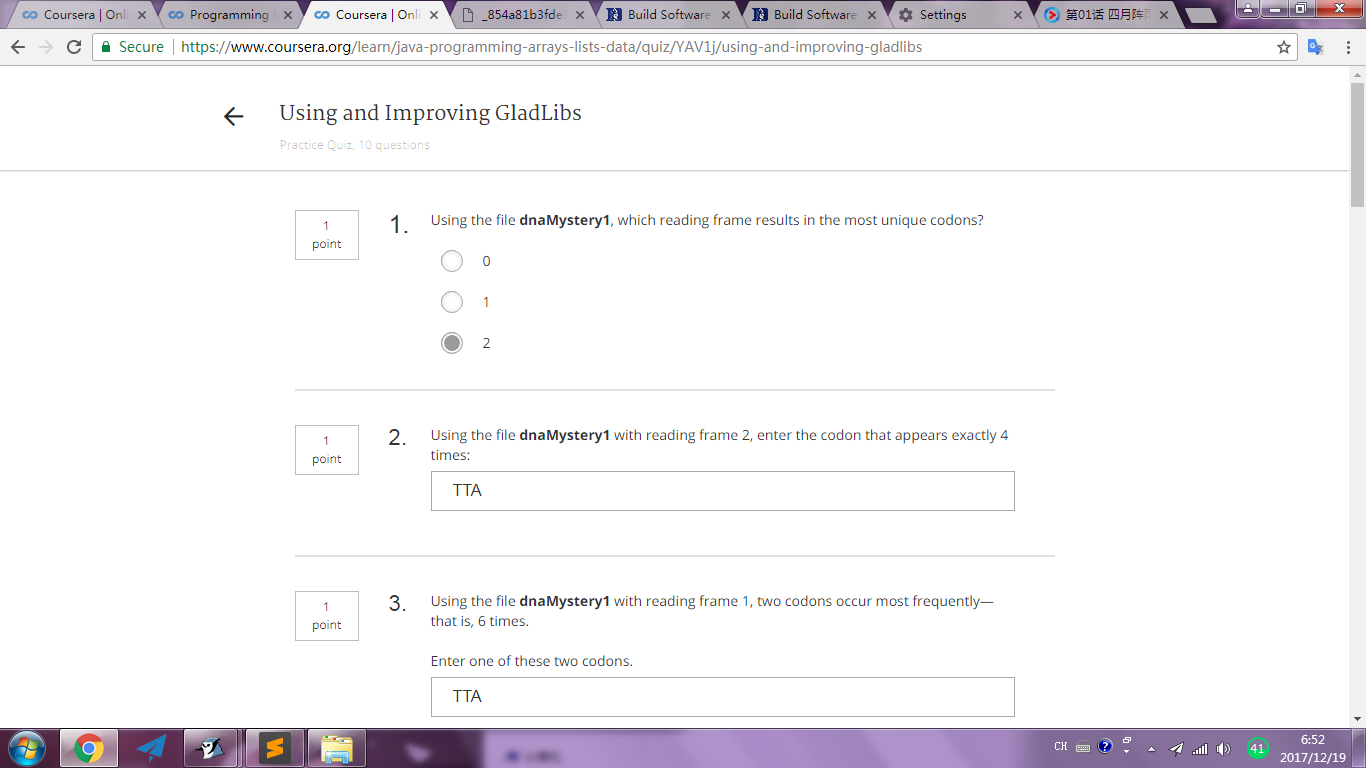 Coursera | Onli
Programming
Coursera | Onli
_854a81b3fde
Build Software
Build Software
Settings
第01话 四月阵
Secure
https://www.coursera.org/learn/java-programming-arrays-lists-data/quiz/YAV1j/using-and-improving-gladlibs
Using and Improving GladLibs
Practice Quiz, 10 questions
1
point
1.
Using the file dnaMystery1, which reading frame results in the most unique codons?
0
1
2
1
point
2.
Using the file dnaMystery1 with reading frame 2, enter the codon that appears exactly 4
times:
TTA
1
point
3.
Using the file dnaMystery1 with reading frame 1, two codons occur most frequently—
that is, 6 times.
Enter one of these two codons.
TTA
CH
41
6:52
2017/12/19